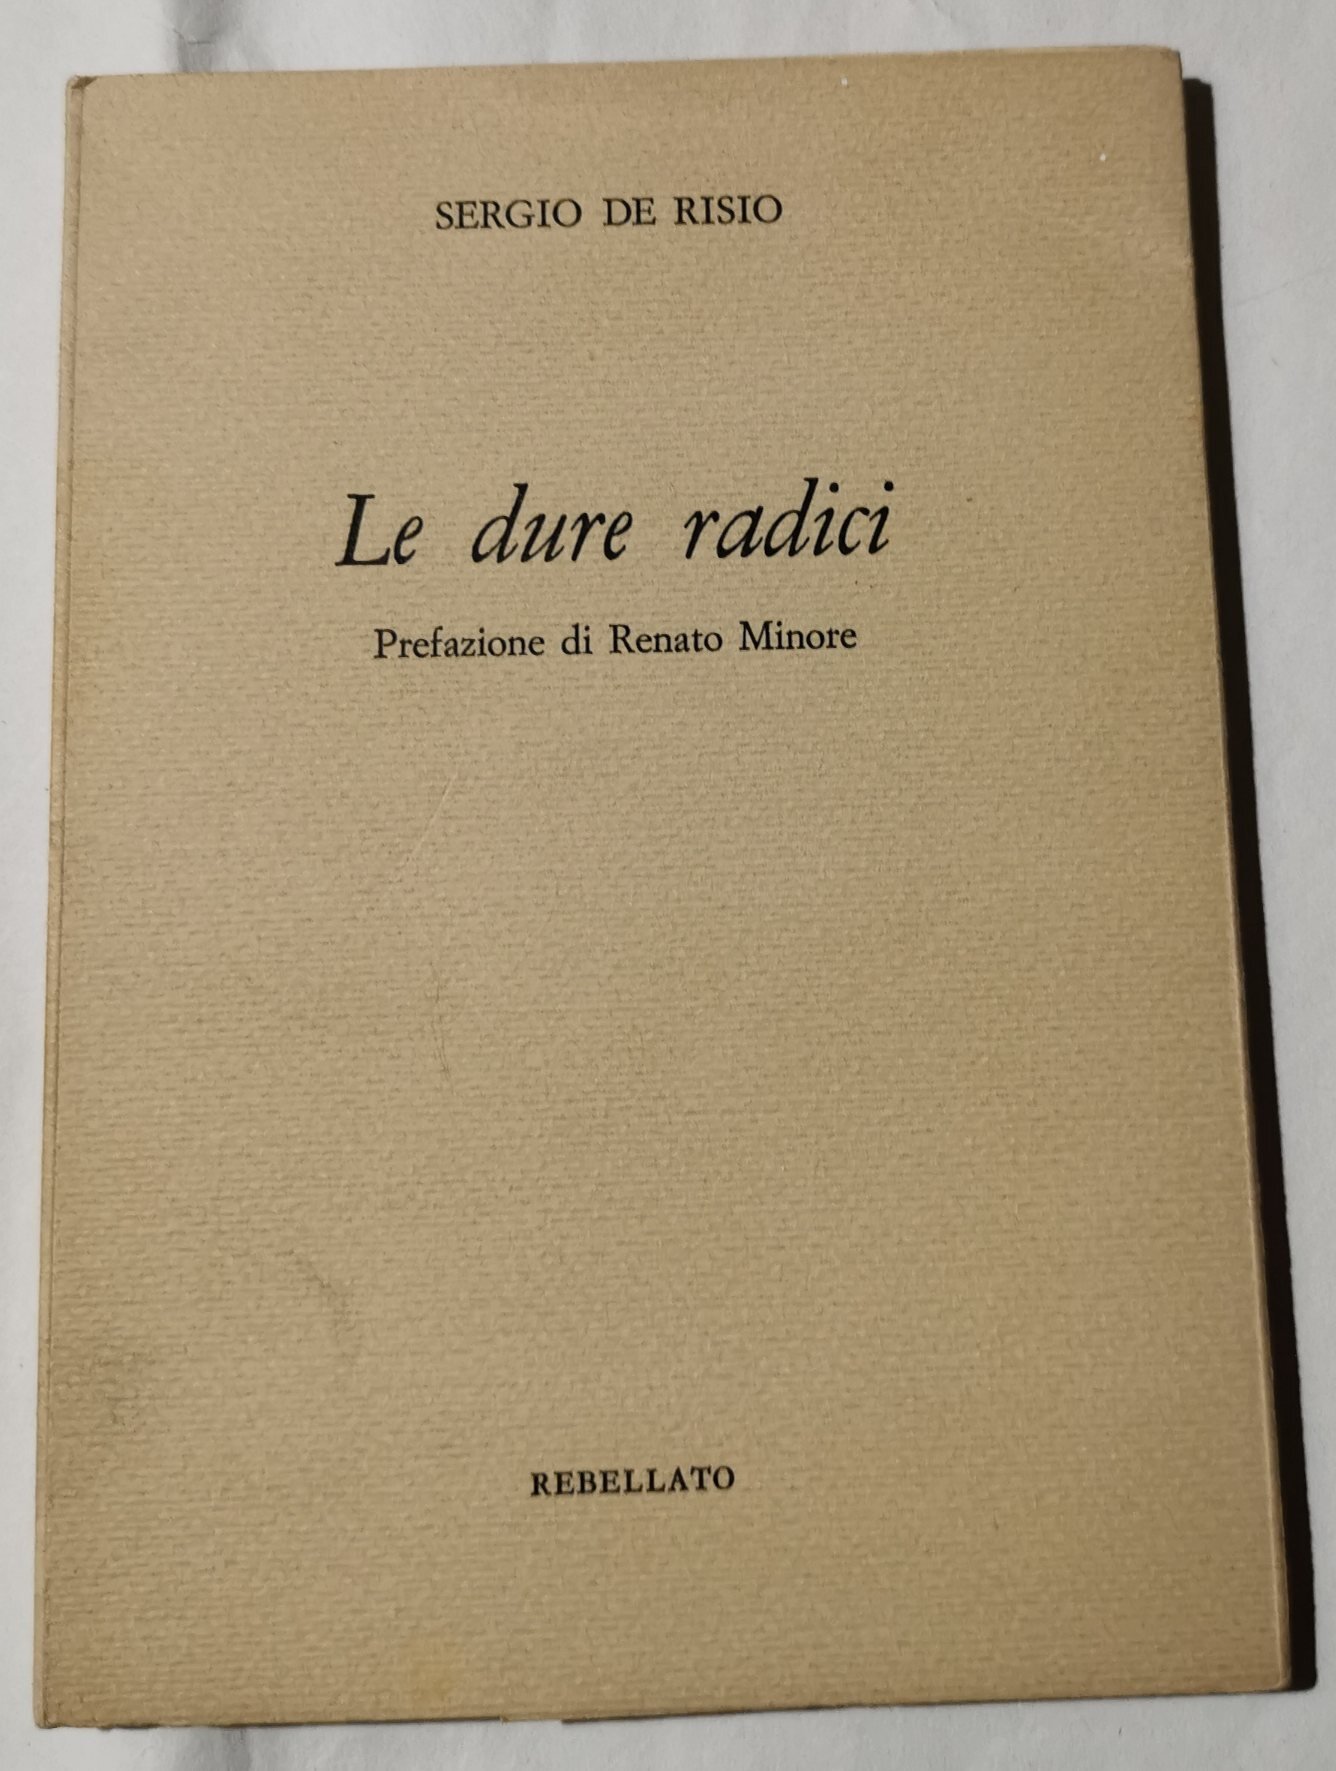 SERGIO DE RISIO
Le dure radici
Prefazione di Renato Minore
REBELLATO